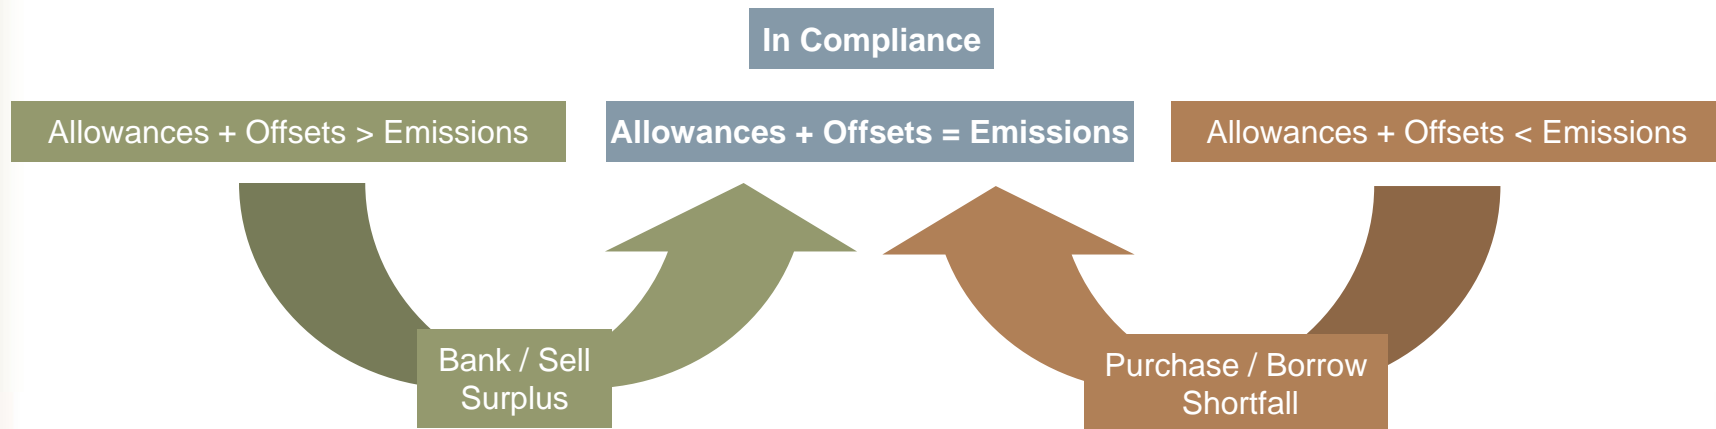 In Compliance
Allowances + Offsets > Emissions
Allowances + Offsets = Emissions
Allowances + Offsets < Emissions
Bank / Sell
Surplus
Purchase / Borrow
Shortfall